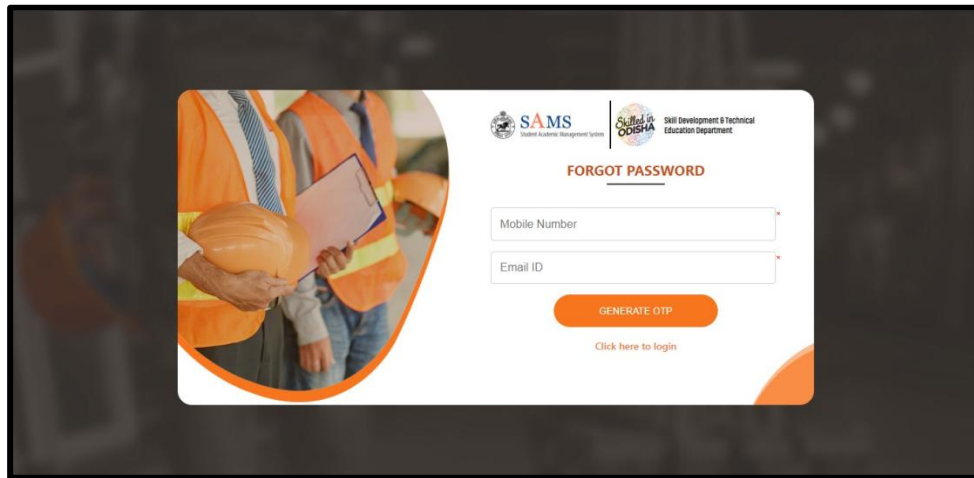 SAMS
Student Academic Management System
Skilled in
ODISHA
Skill Development & Technical
Education Department
FORGOT PASSWORD
Mobile Number
*
Email ID
*
GENERATE OTP
Click here to login